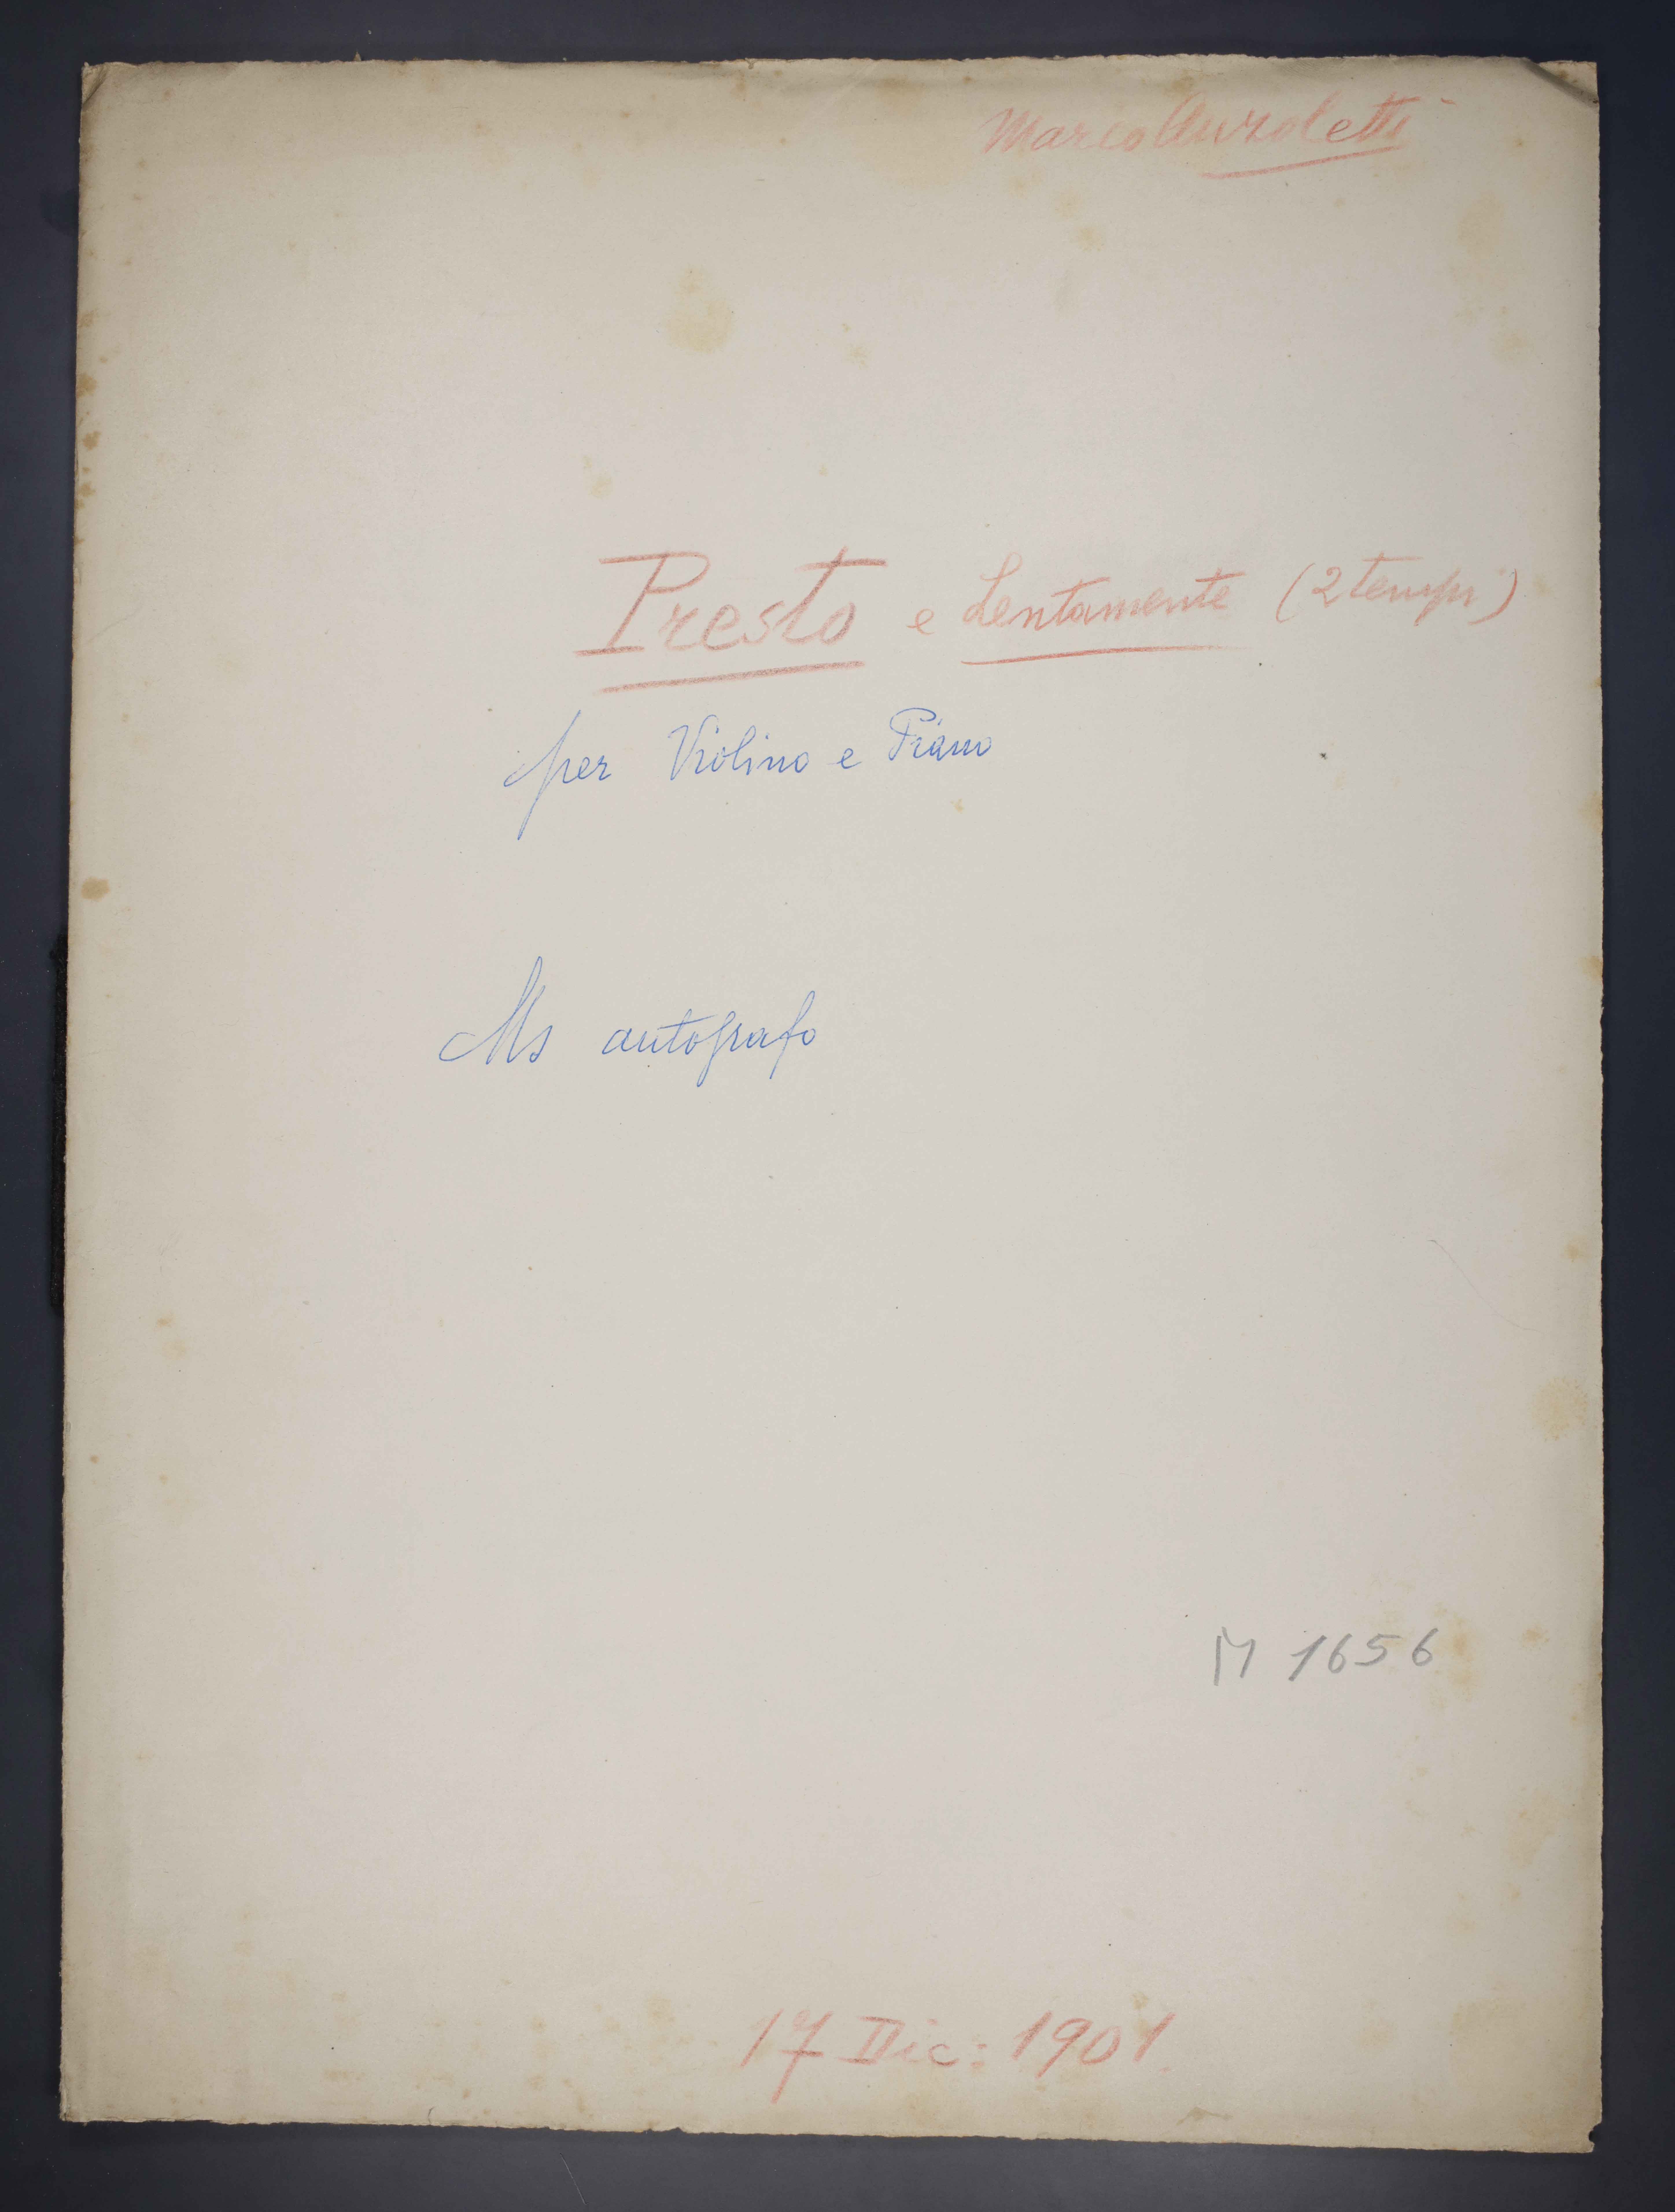 Marco Anzoletti
Presto e Lentamente (2 tempi)
per Violino e Piano
Ms autografo
M 1656
17 Dic: 1901.